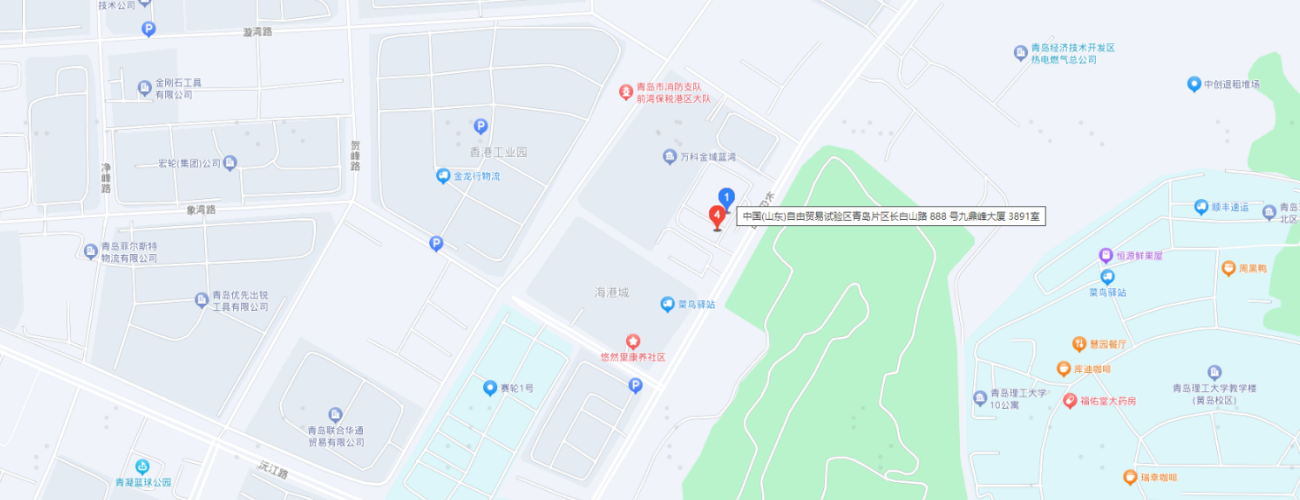 技术公司
漩湾路
金刚石工具
有限公司
净峰路
贺峰路
宏轮(集团)公司
象湾路
香港工业园
金龙行物流
青岛市消防支队
前湾保税港区大队
万科金域蓝湾
1
4
中国(山东)自由贸易试验区青岛片区长白山路 888 号九鼎峰大厦 3891室
青岛经济技术开发区
热电燃气总公司
中创退租堆场
顺丰速运
北区
恒源鲜果屋
菜鸟驿站
周黑鸭
青岛菲尔斯特
物流有限公司
青岛优先出锐
工具有限公司
海港城
菜鸟驿站
悠然里康养社区
赛轮1号
慧园餐厅
库迪咖啡
青岛理工大学
10公寓
福佑堂大药房
青岛理工大学教学楼
(黄岛校区)
青岛联合华通
贸易有限公司
沅江路
青凝篮球公园
瑞幸咖啡